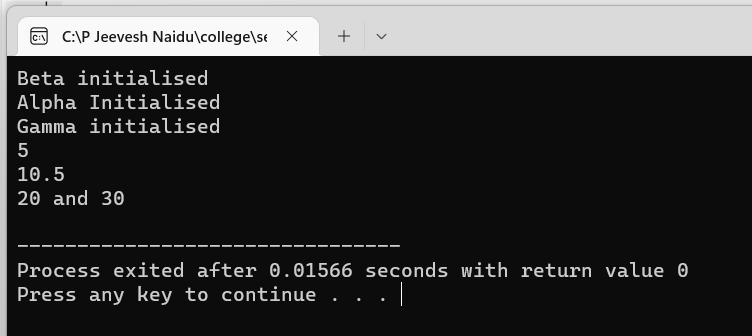 C:\P Jeevesh Naidu\college\se
Beta initialised
Alpha Initialised
Gamma initialised
5
10.5
20 and 30
--------------------------------
Process exited after 0.01566 seconds with return value 0
Press any key to continue . . .